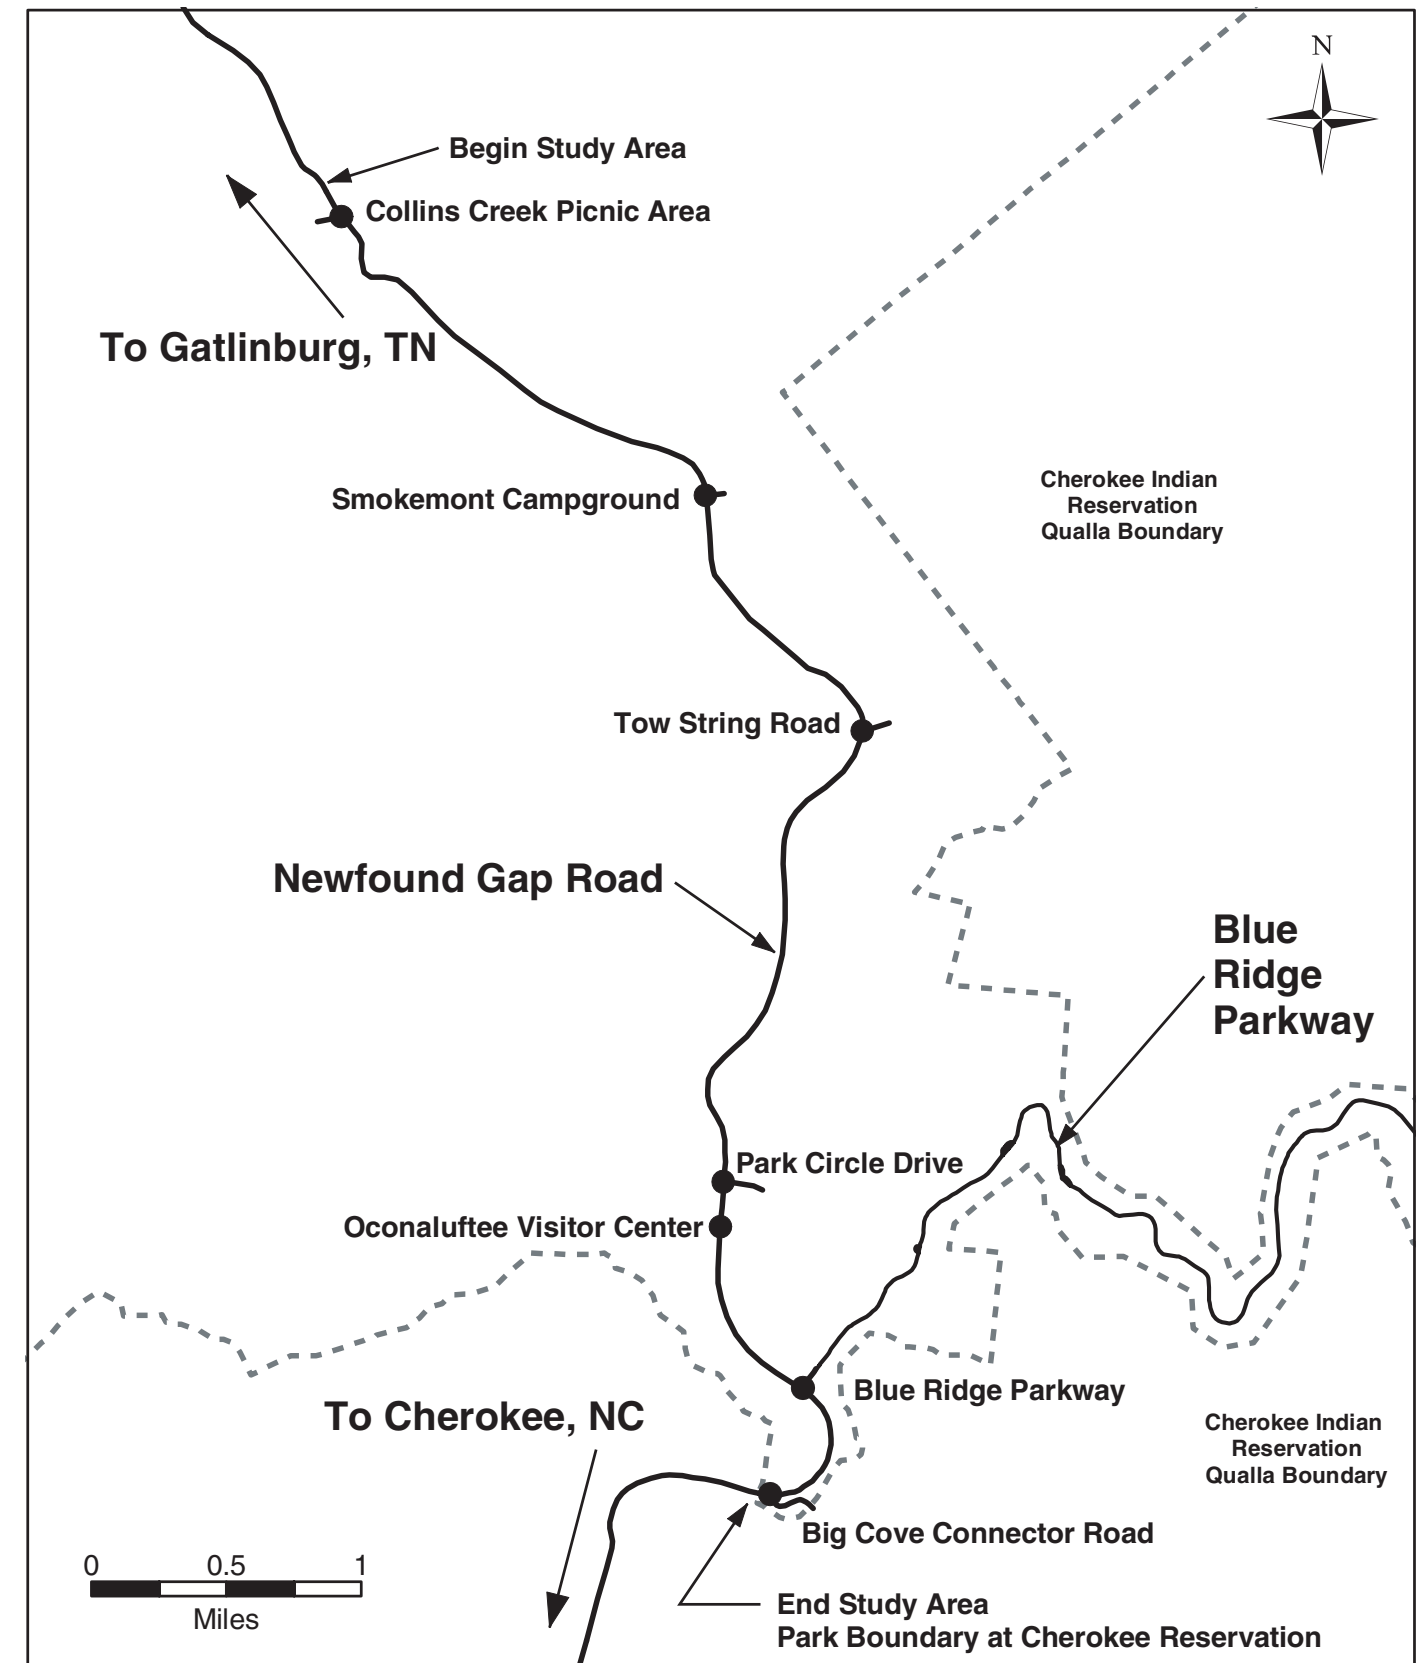 N
Begin Study Area
Collins Creek Picnic Area
To Gatlinburg, TN
Smokemont Campground
Cherokee Indian
Reservation
Qualla Boundary
Tow String Road
Newfound Gap Road
Blue
Ridge
Parkway
Park Circle Drive
Oconaluftee Visitor Center
Blue Ridge Parkway
To Cherokee, NC
Cherokee Indian
Reservation
Qualla Boundary
Big Cove Connector Road
0 0.5 1
Miles
End Study Area
Park Boundary at Cherokee Reservation